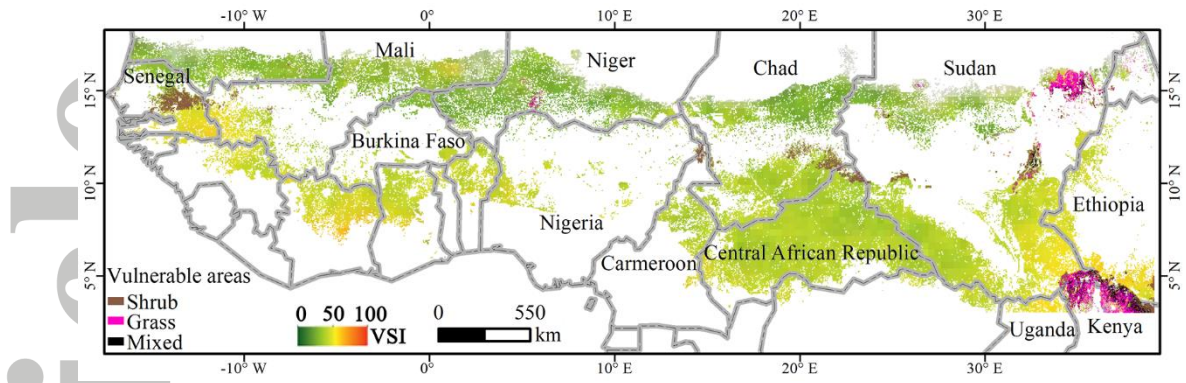 -10° W 0° 10° E 20° E 30° E
Mali
Niger
Chad
Sudan
Senegal
15° N
15° N
Burkina Faso
10° N
10° N
Nigeria
Ethiopia
Central African Republic
Carmeroon
5° N
5° N
Vulnerable areas
Shrub
Grass
Mixed
0 50 100
VSI
0 550
km
Uganda
Kenya
-10° W 0° 10° E 20° E 30° E